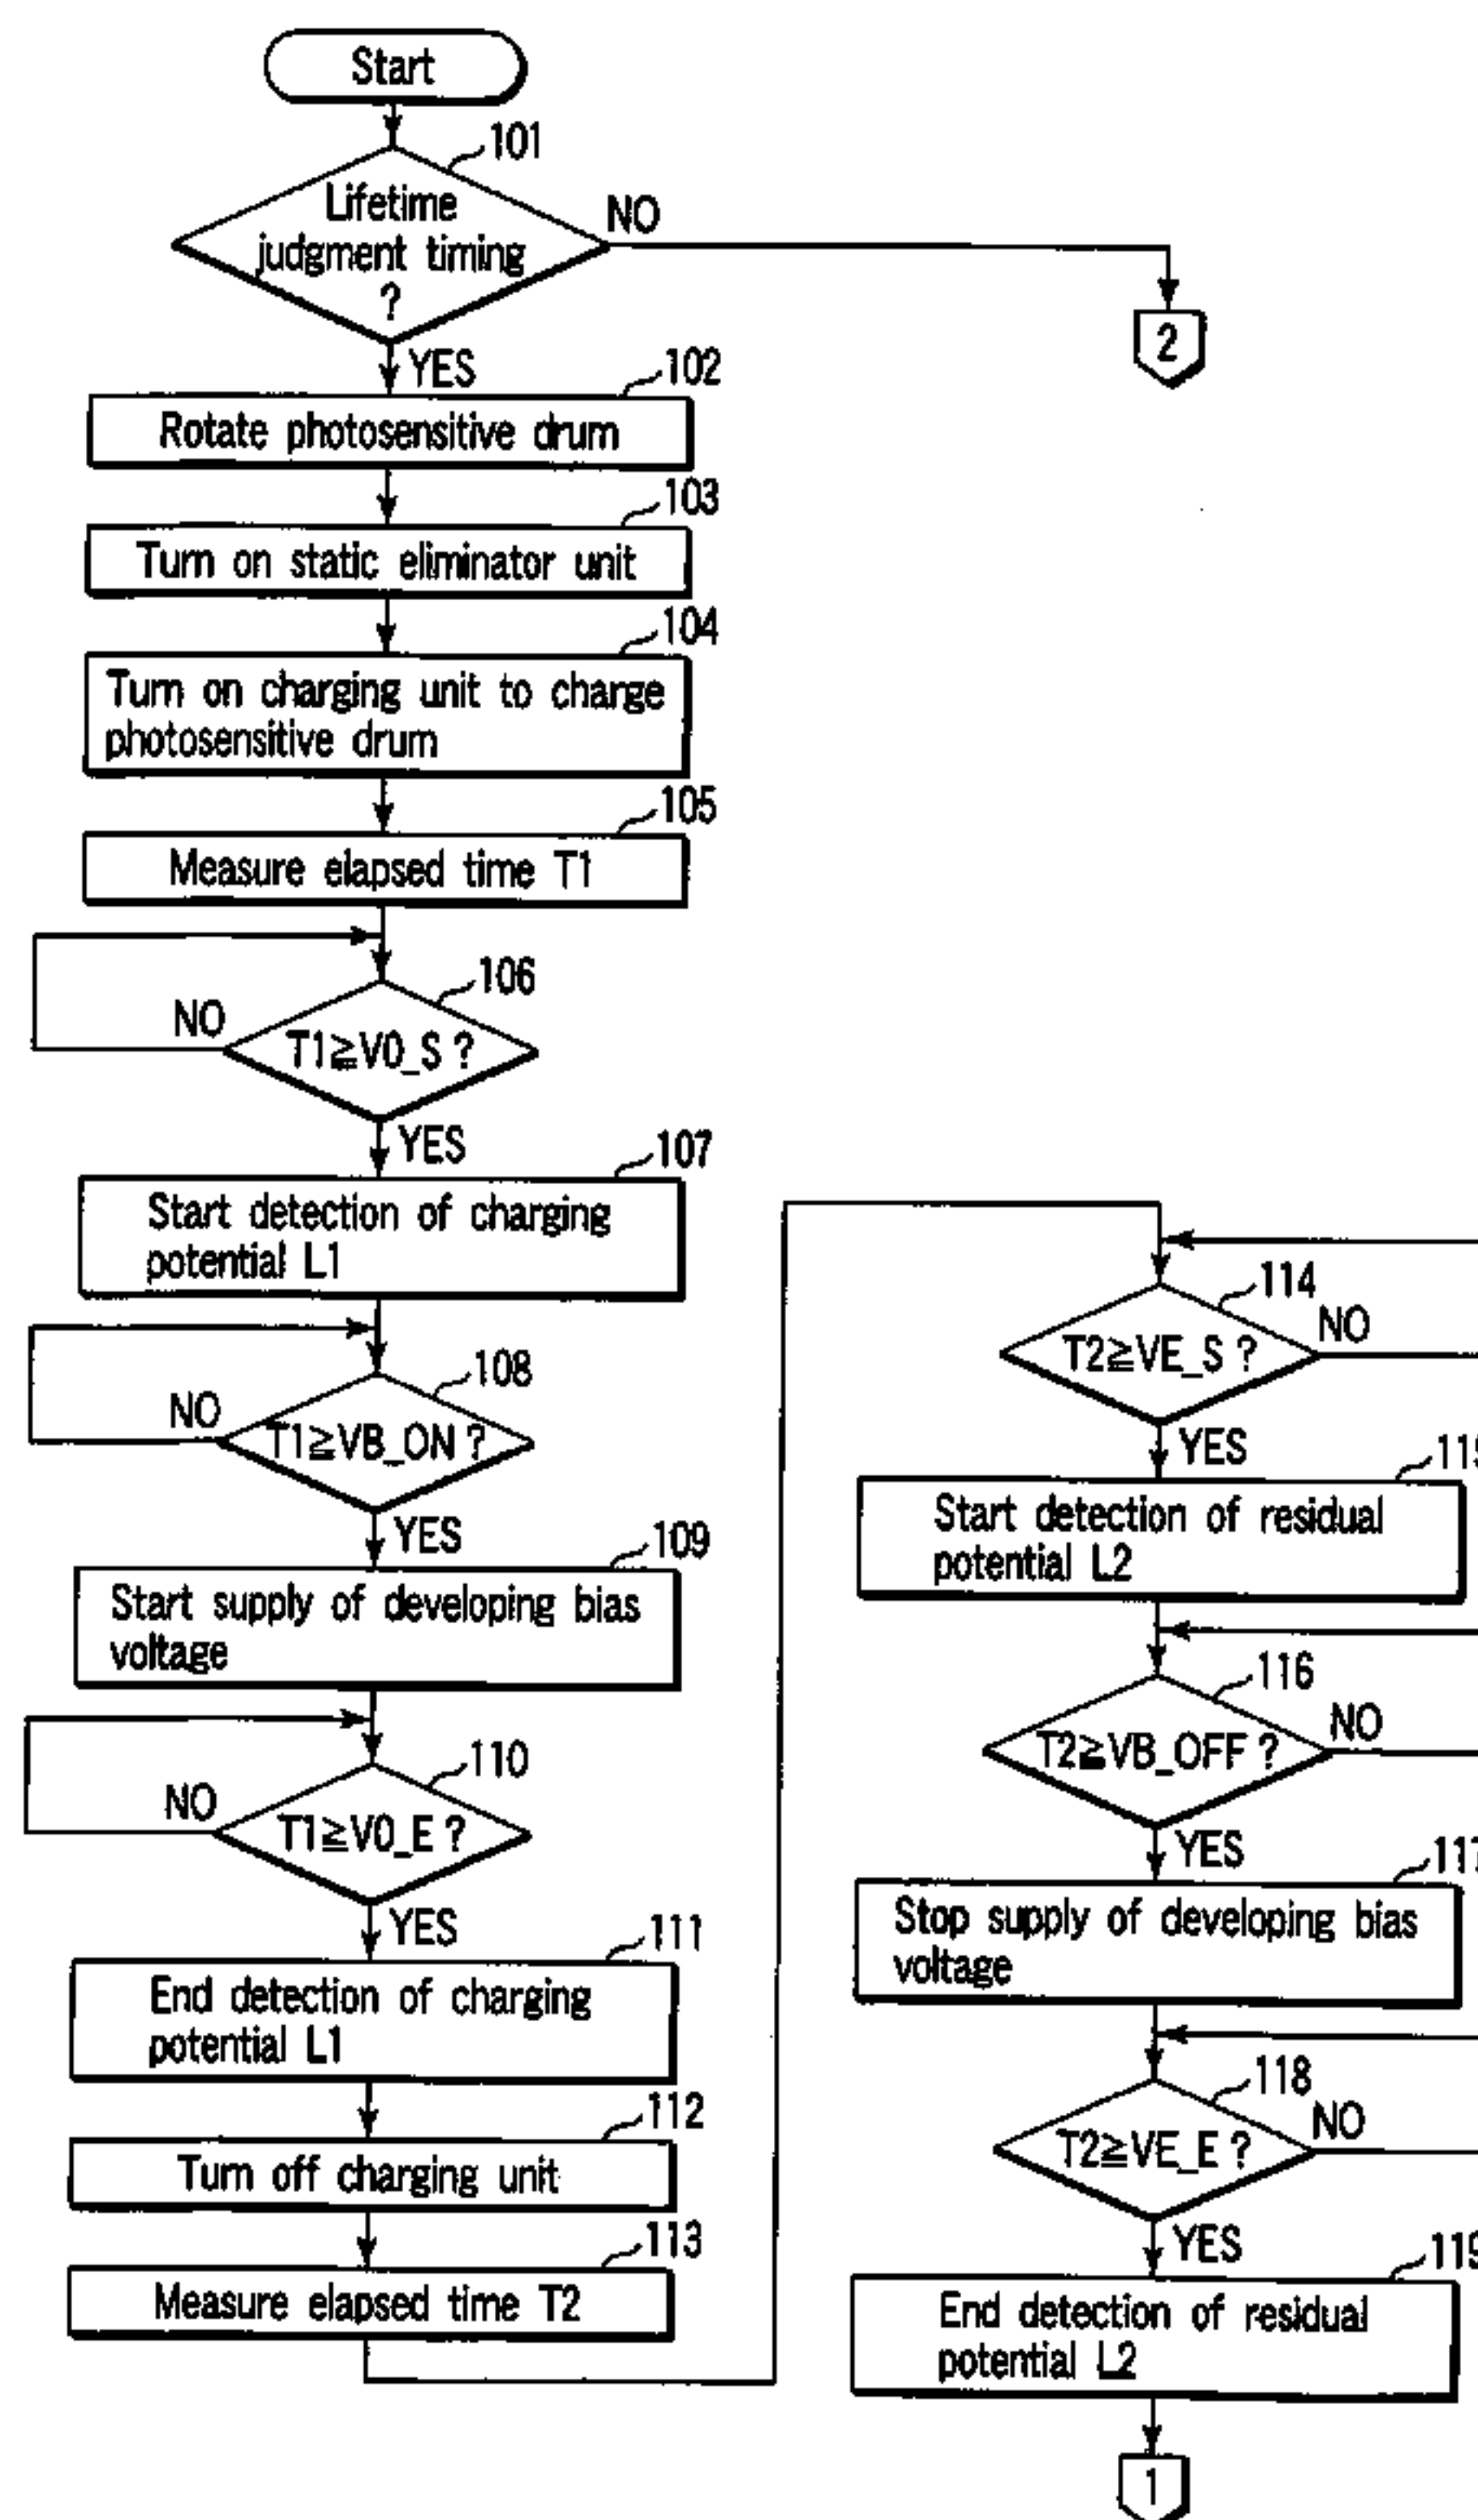 Start
101
Lifetime
judgment timing
?
NO
2
YES
102
Rotate photosensitive drum
103
Turn on static eliminator unit
104
Turn on charging unit to charge
photosensitive drum
105
Measure elapsed time T1
106
NO
T1≧V0_S?
YES
107
Start detection of charging
potential L1
108
NO
T1≧VB_ON?
YES
109
Start supply of developing bias
voltage
110
NO
T1≧V0_E?
YES
111
End detection of charging
potential L1
112
Turn off charging unit
113
Measure elapsed time T2
114
NO
T2≧VE_S?
YES
115
Start detection of residual
potential L2
116
NO
T2≧VB_OFF?
YES
117
Stop supply of developing bias
voltage
118
NO
T2≧VE_E?
YES
119
End detection of residual
potential L2
1